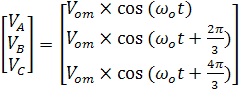 [V_A V_B V_C] = [V_om × cos (ω_o t)
V_om × cos (ω_o t + 2π/3)
V_om × cos (ω_o t + 4π/3)]